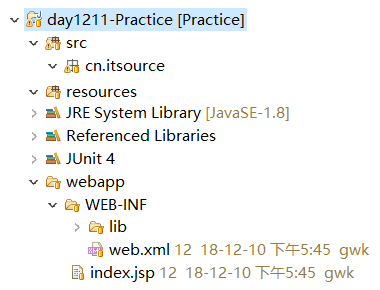 day1211-Practice [Practice]
src
cn.itsource
resources
JRE System Library [JavaSE-1.8]
Referenced Libraries
JUnit 4
webapp
WEB-INF
lib
web.xml 12 18-12-10 下午5:45 gwk
index.jsp 12 18-12-10 下午5:45 gwk